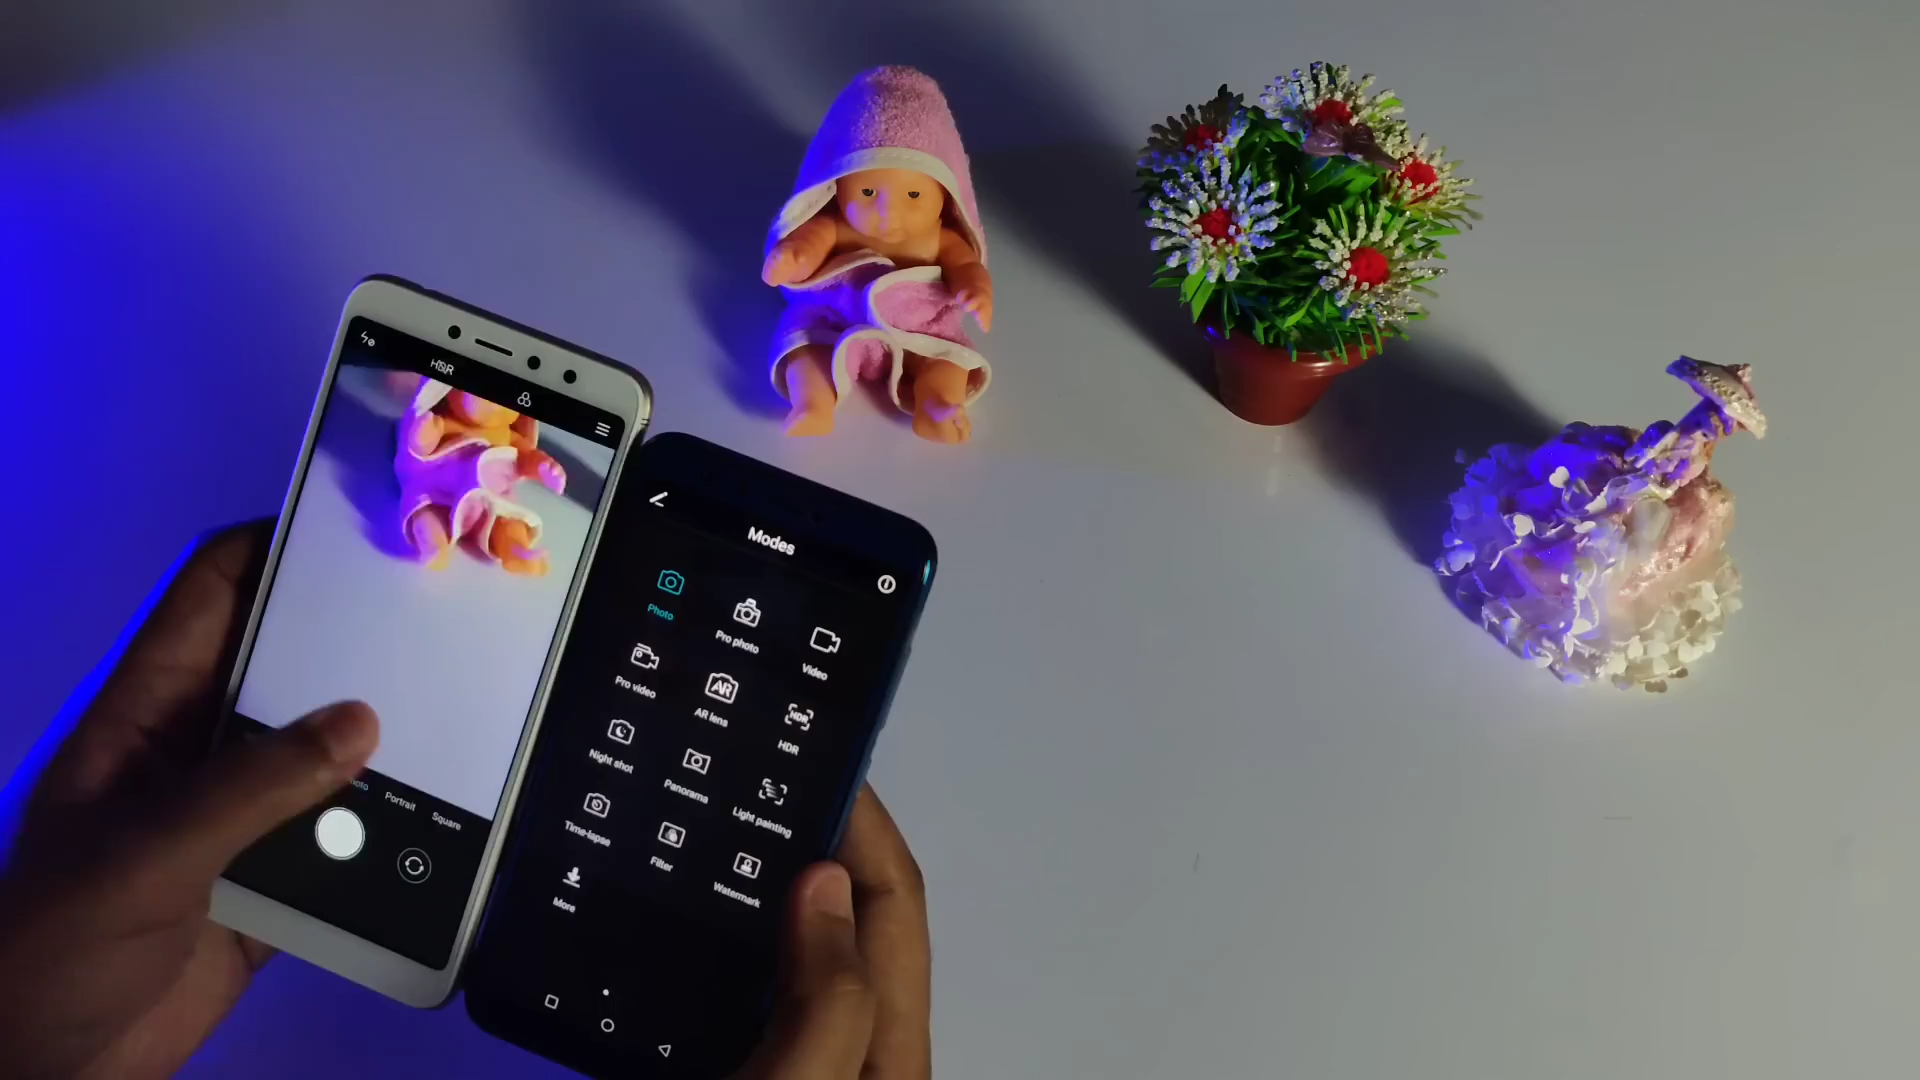 HDR
Portrait
Square
Modes
Photo
Pro photo
Video
Pro video
AR
AR lens
HDR
HDR
Night shot
Panorama
Light painting
Time-lapse
Filter
Watermark
More